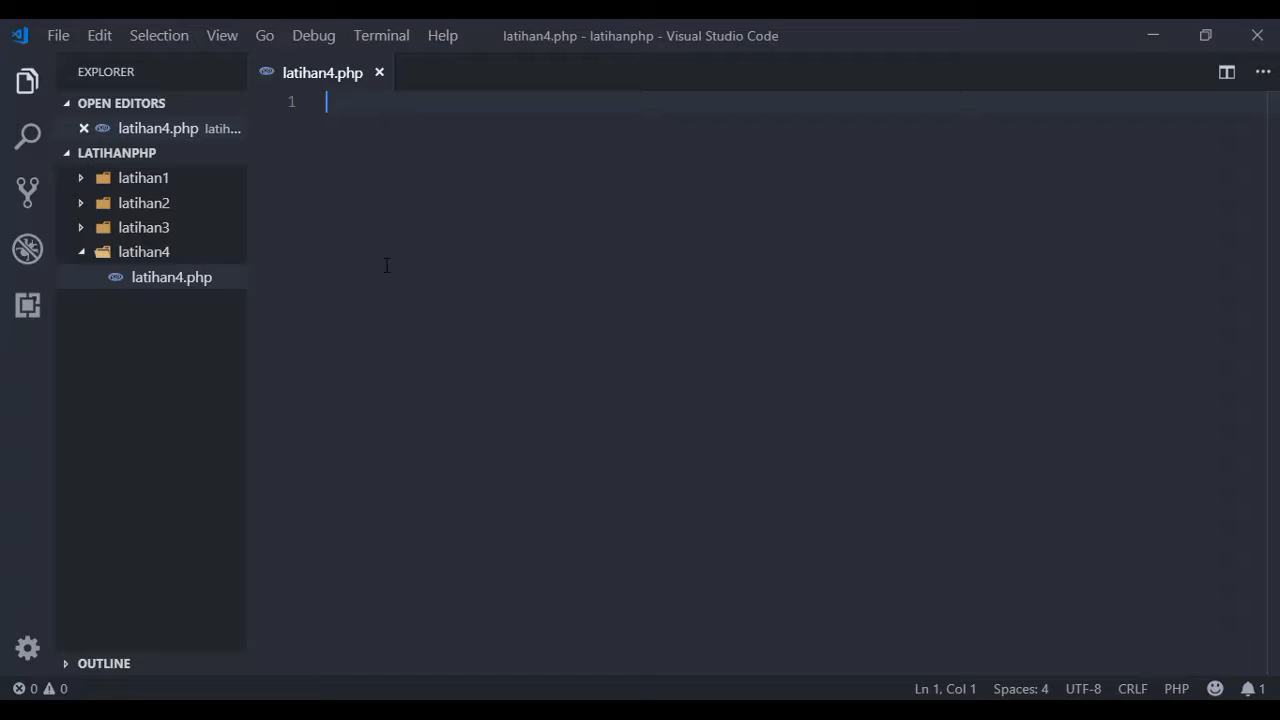 File Edit Selection View Go Debug Terminal Help latihan4.php - latihanphp - Visual Studio Code
EXPLORER
latihan4.php
OPEN EDITORS
latihan4.php latih...
LATIHANPHP
latihan1
latihan2
latihan3
latihan4
latihan4.php
1
OUTLINE
0 0 Ln 1, Col 1 Spaces: 4 UTF-8 CRLF PHP 1